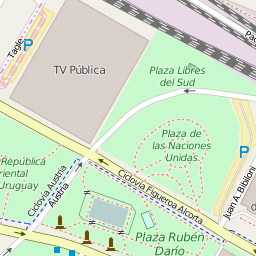 Tagle
P
TV Pública
Pas
Plaza Libres
del Sud
Plaza de
las Naciones
Unidas
P
República
oriental
Uruguay
Ciclovía Austria
Austria
Ciclovía Figueroa Alcorta
Juan A. Bibiloni
Plaza Rubén
Darío
d